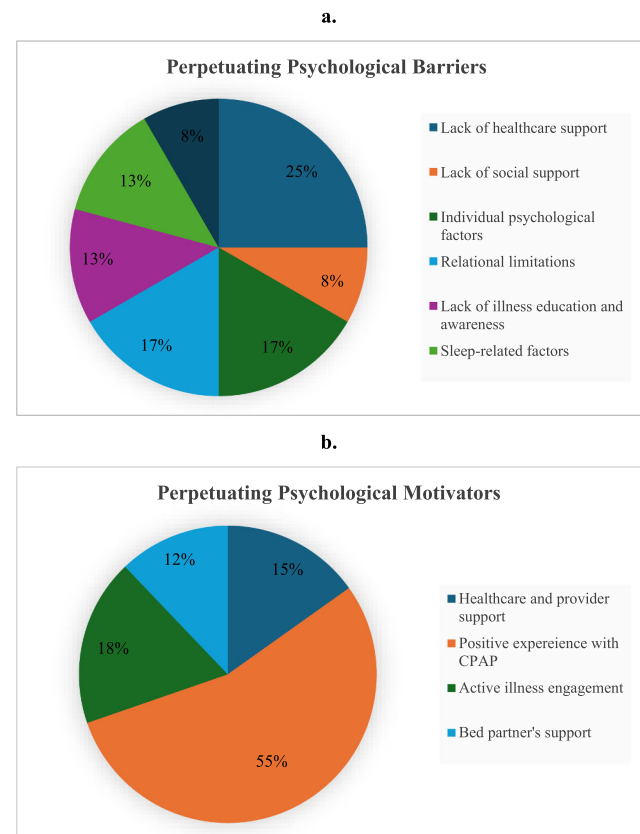 a.
Perpetuating Psychological Barriers
8%
25%
13%
13%
8%
17%
17%
Lack of healthcare support
Lack of social support
Individual psychological
factors
Relational limitations
Lack of illness education and
awareness
Sleep-related factors
b.
Perpetuating Psychological Motivators
12%
15%
18%
55%
Healthcare and provider
support
Positive expereience with
CPAP
Active illness engagement
Bed partner's support